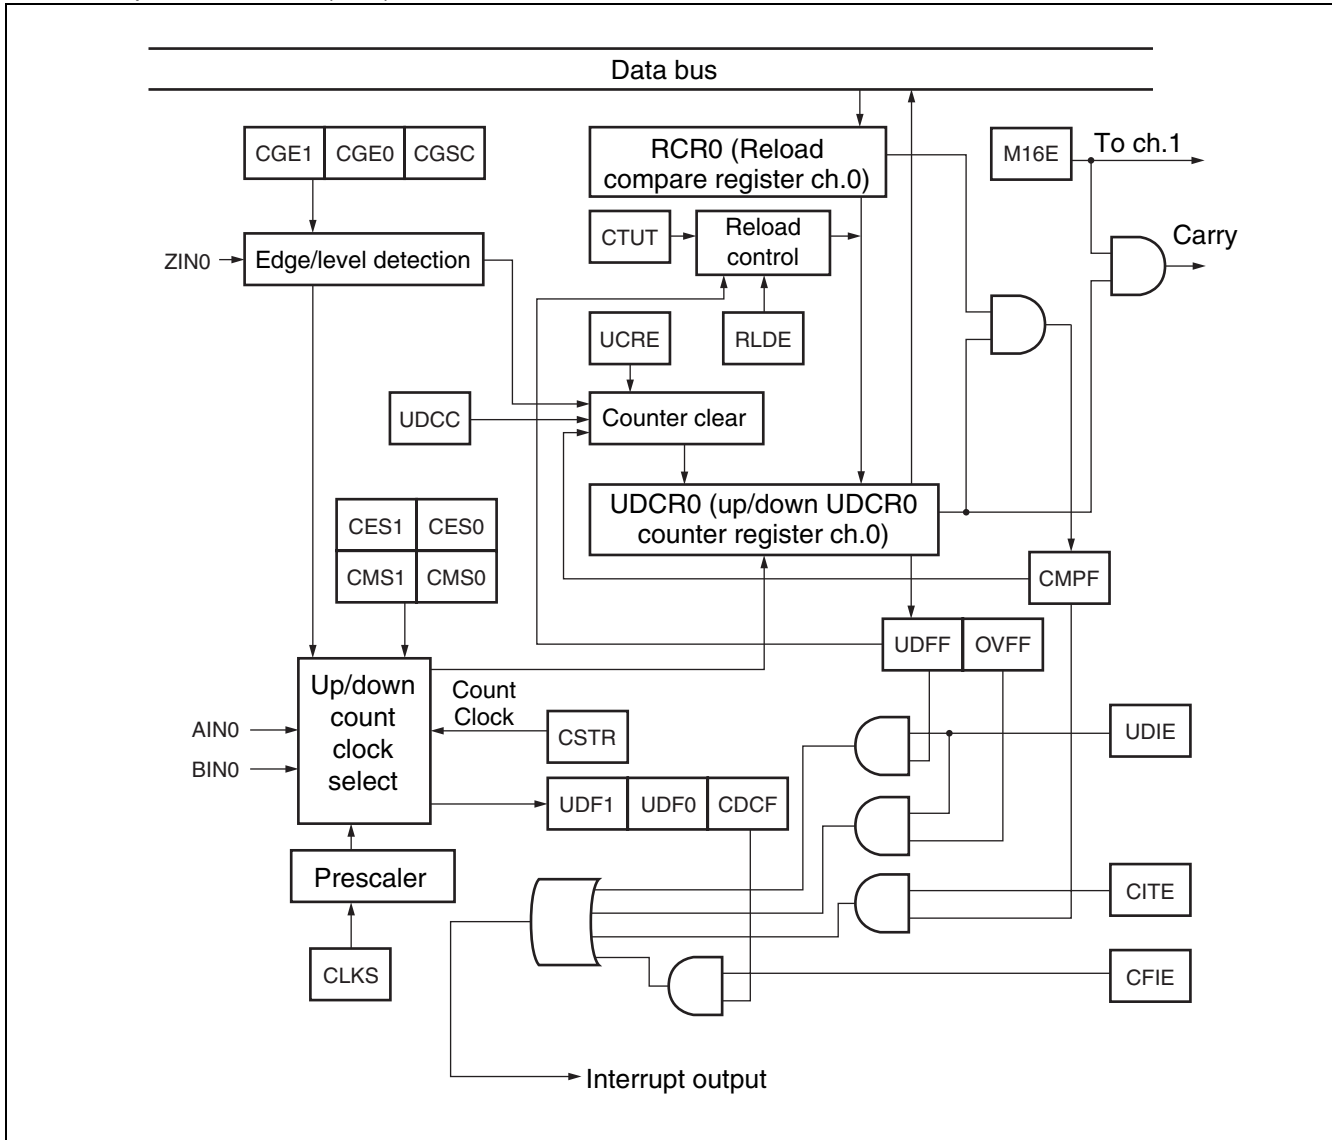 Data bus
CGE1 CGE0 CGSC
RCR0 (Reload
compare register ch.0)
M16E
To ch.1
CTUT
Reload
control
Carry
ZIN0
Edge/level detection
UCRE
RLDE
UDCC
Counter clear
UDCR0 (up/down UDCR0
counter register ch.0)
CES1 CES0
CMS1 CMS0
CMPF
UDFF OVFF
Up/down
count
clock
select
Count
Clock
AIN0
BIN0
CSTR
UDIE
UDF1 UDF0 CDCF
Prescaler
CITE
CLKS
CFIE
Interrupt output